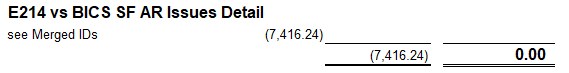 E214 vs BICS SF AR Issues Detail
see Merged IDs (7,416.24)
(7,416.24) 0.00